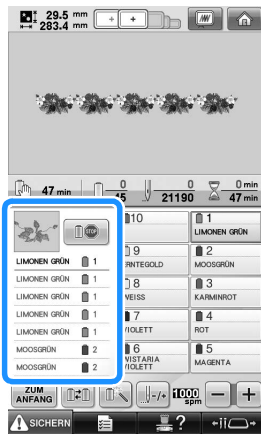 29.5 mm
283.4 mm
47 min
0
45
0
21190
0 min
47 min
STOP
LIMONEN GRÜN 1
LIMONEN GRÜN 1
LIMONEN GRÜN 1
LIMONEN GRÜN 1
LIMONEN GRÜN 1
MOOSGRÜN 2
MOOSGRÜN 2
10
1
LIMONEN GRÜN
9
ERNTEGOLD
2
MOOSGRÜN
8
WEISS
3
KARMINROT
7
VIOLETT
4
ROT
6
WISTARIA
VIOLETT
5
MAGENTA
ZUM
ANFANG
-/+
1000
spm
− +
SICHERN
?